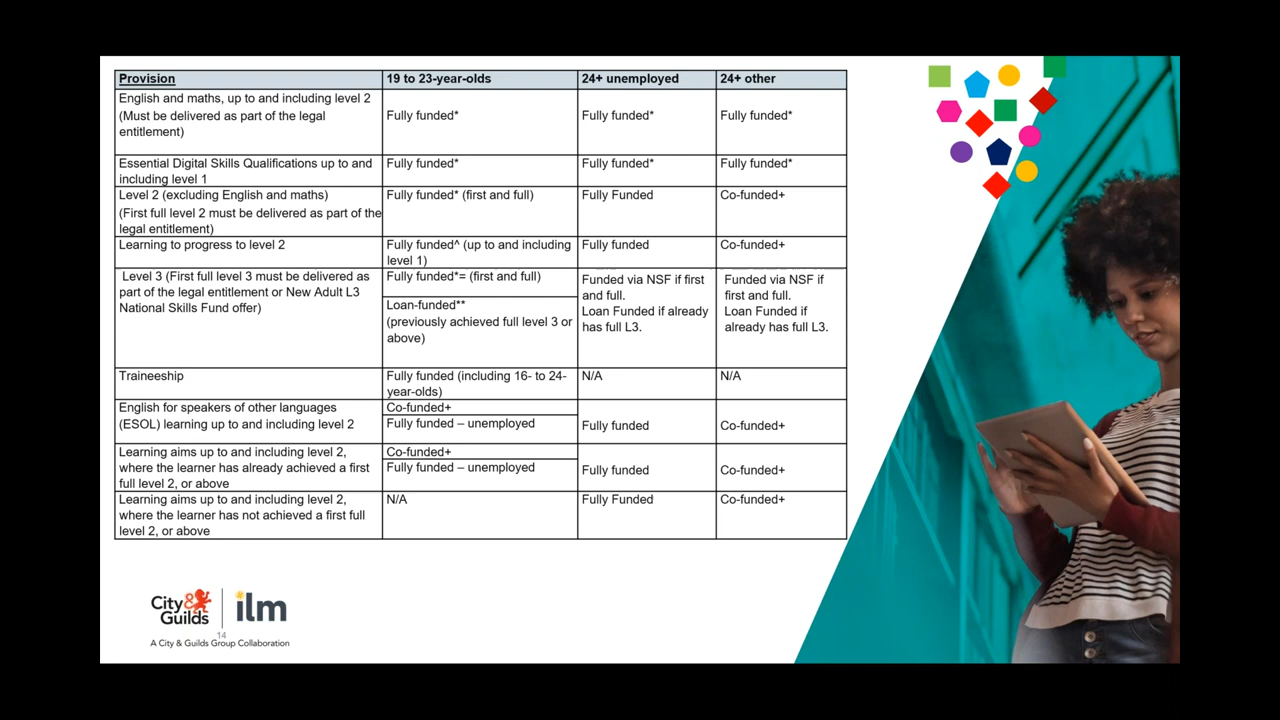 Provision 19 to 23-year-olds 24+ unemployed 24+ other
English and maths, up to and including level 2
(Must be delivered as part of the legal
entitlement)
Fully funded* Fully funded* Fully funded*
Essential Digital Skills Qualifications up to and
including level 1
Fully funded* Fully funded* Fully funded*
Level 2 (excluding English and maths)
(First full level 2 must be delivered as part of the
legal entitlement)
Fully funded* (first and full) Fully Funded Co-funded+
Learning to progress to level 2
Fully funded^ (up to and including
level 1)
Fully funded Co-funded+
Level 3 (First full level 3 must be delivered as
part of the legal entitlement or New Adult L3
National Skills Fund offer)
Fully funded*= (first and full)
Loan-funded**
(previously achieved full level 3 or
above)
Funded via NSF if first
and full.
Loan Funded if already
has full L3.
Funded via NSF if
first and full.
Loan Funded if
already has full L3.
Traineeship
Fully funded (including 16- to 24-
year-olds)
N/A N/A
English for speakers of other languages
(ESOL) learning up to and including level 2
Co-funded+
Fully funded – unemployed
Fully funded Co-funded+
Learning aims up to and including level 2,
where the learner has already achieved a first
full level 2, or above
Co-funded+
Fully funded – unemployed
Fully funded Co-funded+
Learning aims up to and including level 2,
where the learner has not achieved a first full
level 2, or above
N/A Fully Funded Co-funded+
City&
Guilds
ilm
14
A City & Guilds Group Collaboration